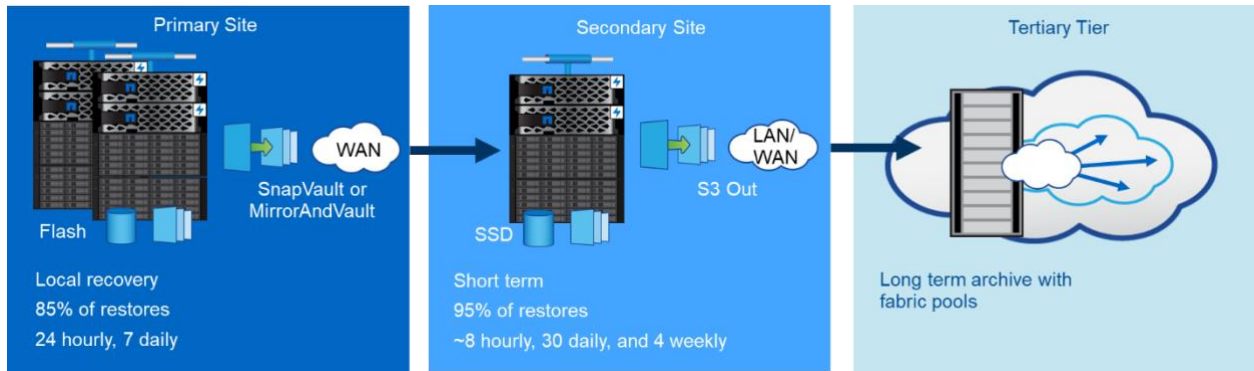 Primary Site
WAN
SnapVault or
MirrorAndVault
Flash
Local recovery
85% of restores
24 hourly, 7 daily
Secondary Site
LAN/
WAN
S3 Out
SSD
Short term
95% of restores
~8 hourly, 30 daily, and 4 weekly
Tertiary Tier
Long term archive with
fabric pools